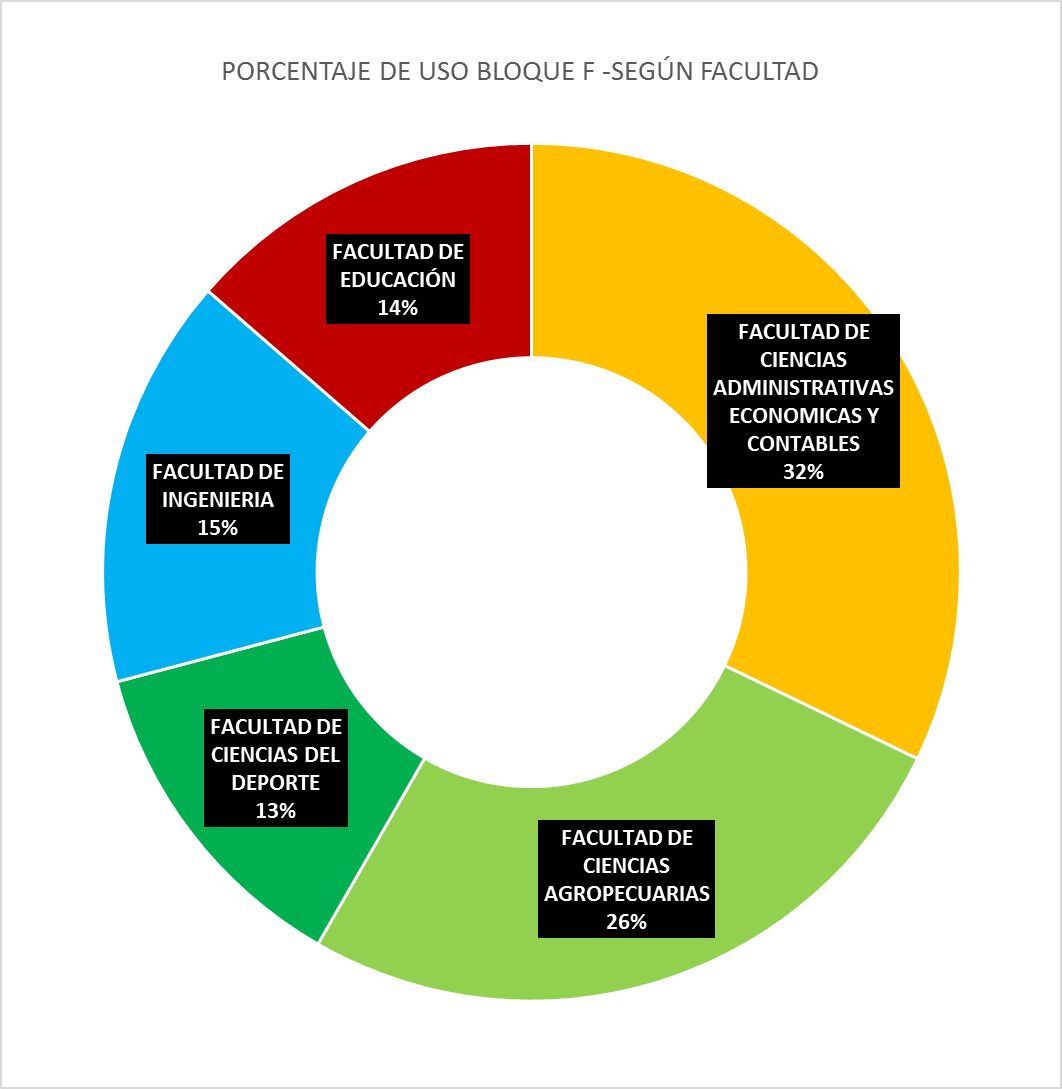 PORCENTAJE DE USO BLOQUE F -SEGÚN FACULTAD
FACULTAD DE
CIENCIAS
ADMINISTRATIVAS
ECONOMICAS Y
CONTABLES
32%
FACULTAD DE
CIENCIAS
AGROPECUARIAS
26%
FACULTAD DE
CIENCIAS DEL
DEPORTE
13%
FACULTAD DE
INGENIERIA
15%
FACULTAD DE
EDUCACIÓN
14%